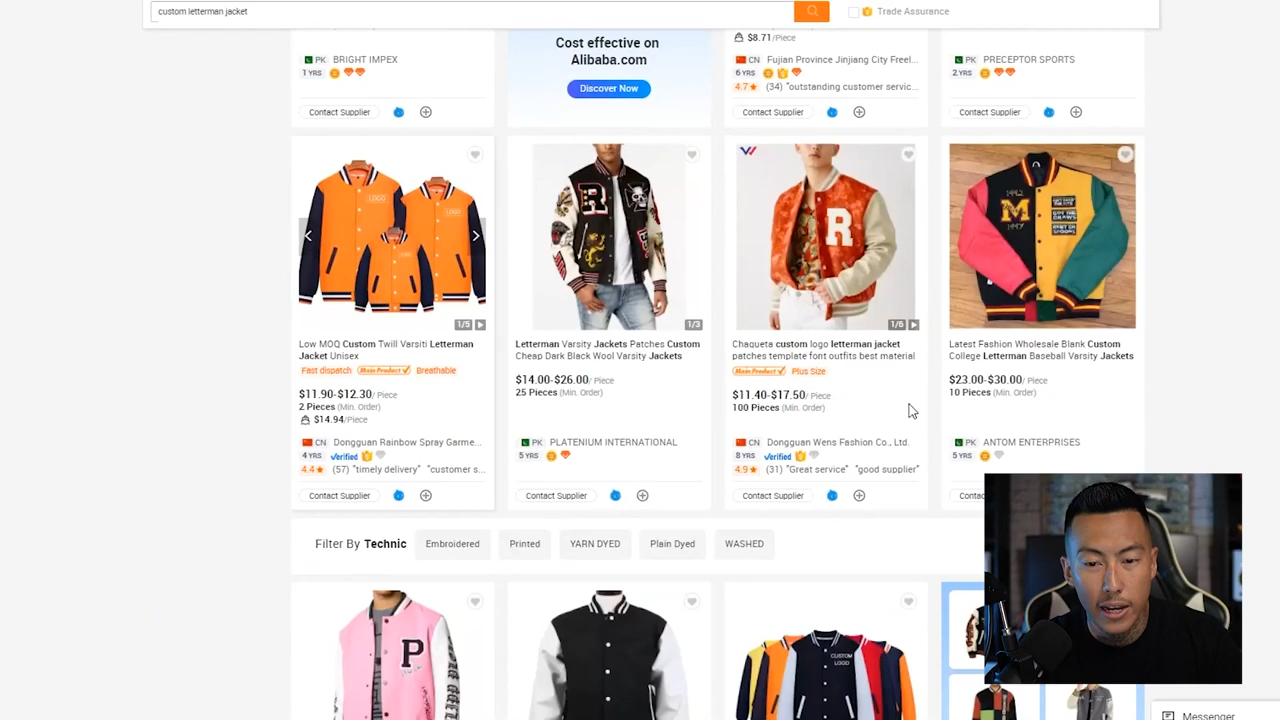 custom letterman jacket
Trade Assurance
PK BRIGHT IMPEX
1 YRS
Contact Supplier
Cost effective on
Alibaba.com
Discover Now
$8.71/Piece
CN Fujian Province Jinjiang City Freel...
6 YRS
4.7★ (34) "outstanding customer servic...
Contact Supplier
PK PRECEPTOR SPORTS
2 YRS
Contact Supplier
LOGO
LOGO
1/5
Low MOQ Custom Twill Varsiti Letterman
Jacket Unisex
Fast dispatch Main Product Breathable
$11.90-$12.30/ Piece
2 Pieces (Min. Order)
$14.94/Piece
CN Dongguan Rainbow Spray Garme...
4 YRS Verified
4.4★ (57) "timely delivery" "customer s...
Contact Supplier
R
1/3
Letterman Varsity Jackets Patches Custom
Cheap Dark Black Wool Varsity Jackets
$14.00-$26.00/ Piece
25 Pieces (Min. Order)
PK PLATENIUM INTERNATIONAL
5 YRS
Contact Supplier
R
1/6
Chaqueta custom logo letterman jacket
patches template font outfits best material
Main Product Plus Size
$11.40-$17.50/ Piece
100 Pieces (Min. Order)
CN Dongguan Wens Fashion Co., Ltd.
8 YRS Verified
4.9★ (31) "Great service" "good supplier"
Contact Supplier
M
Latest Fashion Wholesale Blank Custom
College Letterman Baseball Varsity Jackets
$23.00-$30.00/ Piece
10 Pieces (Min. Order)
PK ANTOM ENTERPRISES
5 YRS
Conta
Filter By Technic
Embroidered
Printed
YARN DYED
Plain Dyed
WASHED
P
CUSTOM
LOGO
Messenger